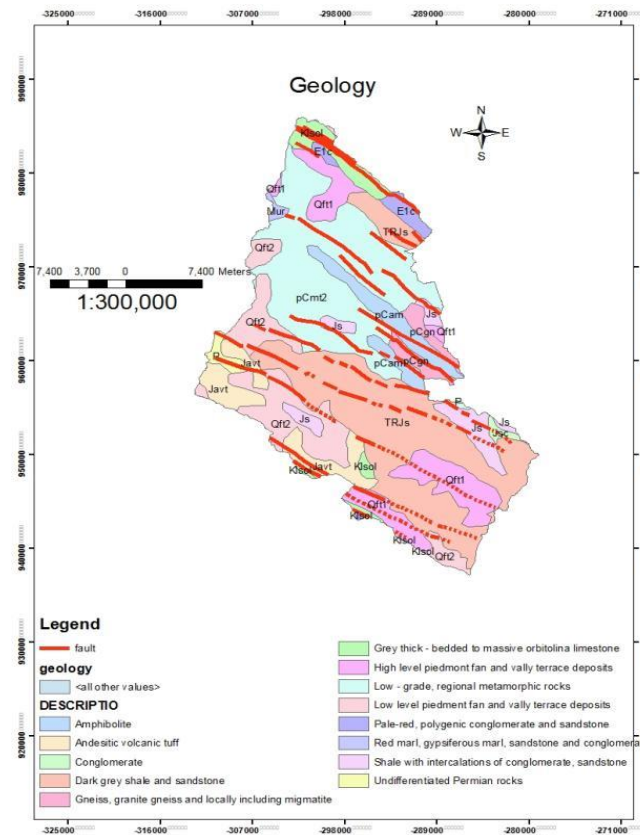 -325000 -316000 -307000 -298000 -289000 -280000 -271000
Geology
N
W E
S
990000
980000
970000
960000
950000
940000
930000
920000
Klsol
E1c
Qft1
Qft1
E1c
Mur
TRJs
Qft2
7,400 3,700 0 7,400 Meters
1:300,000
pCmt2
pCam
Js
Js
pCgn
Qft1
Qft2
pCam
pCgn
P
Javt
Javt
P
TRJs
Js
Js
Js
Qft2
Klsol
Javt
Klsol
Qft1
Qft1
Klsol
Klsol
Klsol
Qft2
Legend
fault
geology
<all other values>
DESCRIPTIO
Amphibolite
Andesitic volcanic tuff
Conglomerate
Dark grey shale and sandstone
Gneiss, granite gneiss and locally including migmatite
Grey thick - bedded to massive orbitolina limestone
High level piedmont fan and vally terrace deposits
Low - grade, regional metamorphic rocks
Low level piedmont fan and vally terrace deposits
Pale-red, polygenic conglomerate and sandstone
Red marl, gypsiferous marl, sandstone and conglomera
Shale with intercalations of conglomerate, sandstone
Undifferentiated Permian rocks
-325000 -316000 -307000 -298000 -289000 -280000 -271000